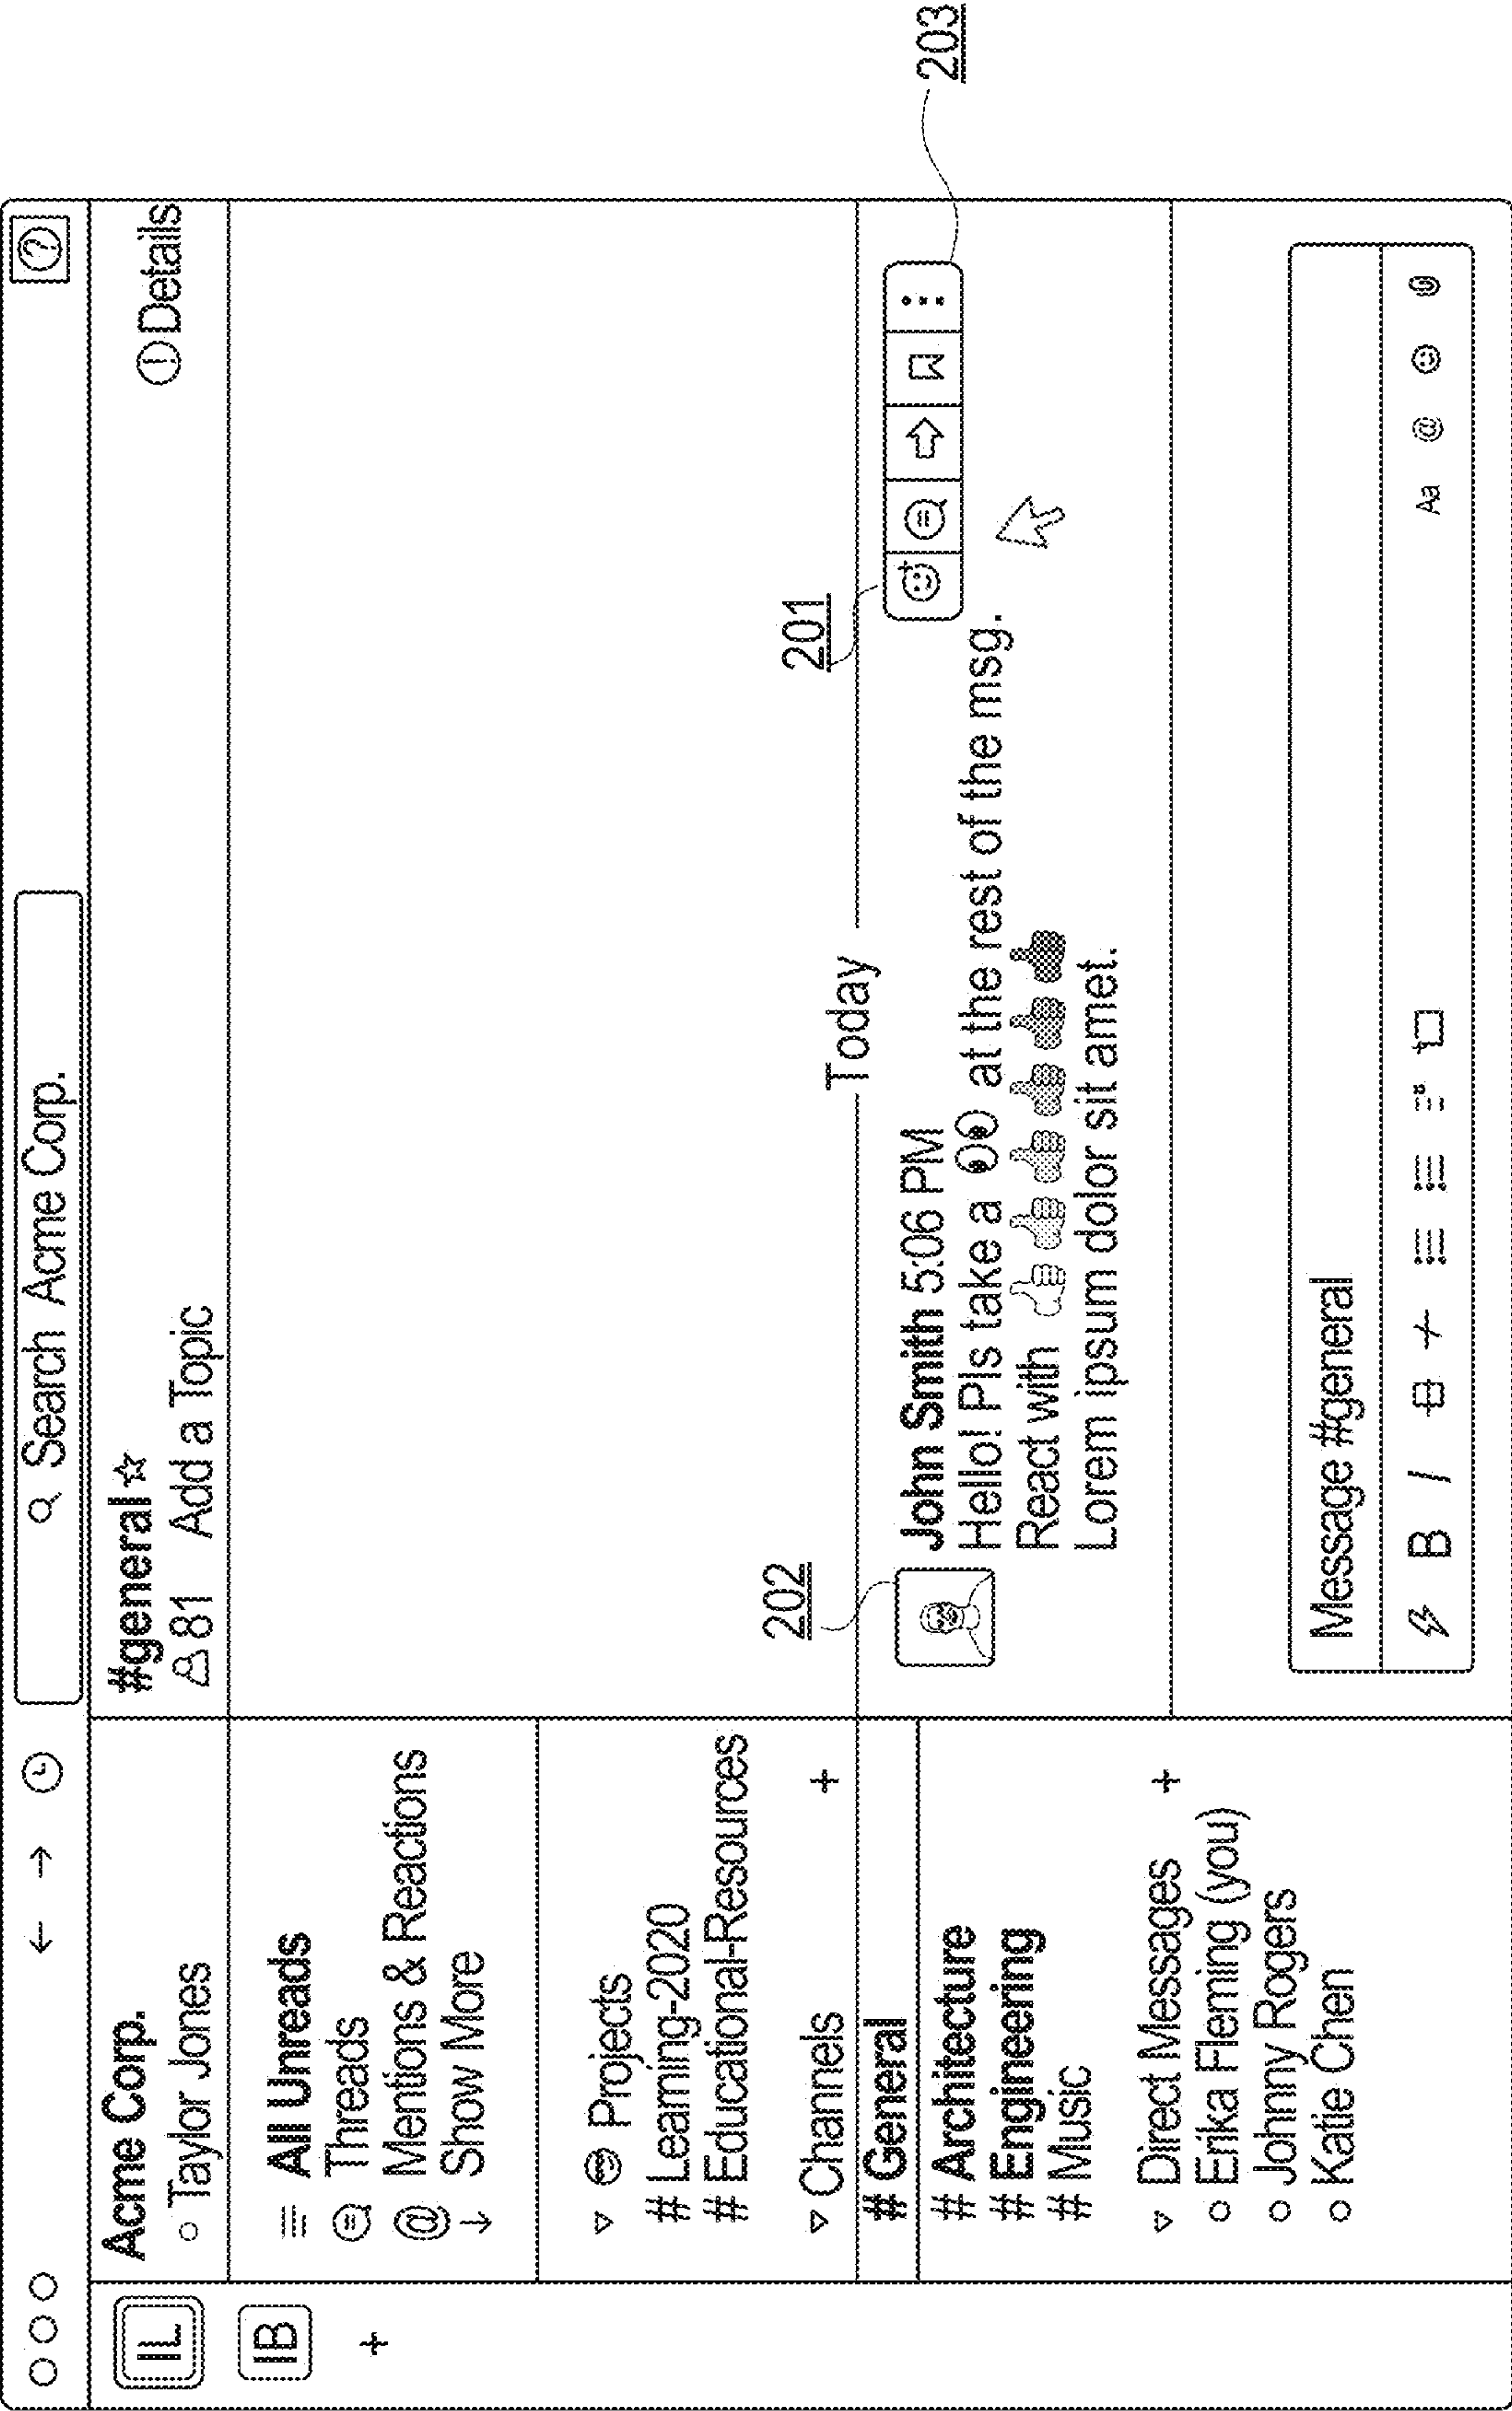 Search Acme Corp.
?
IL
IB
+
Acme Corp.
Taylor Jones
All Unreads
Threads
@ Mentions & Reactions
Show More
Projects
# Learning-2020
# Educational-Resources
Channels +
# General
# Architecture
# Engineering
# Music
Direct Messages +
Erika Fleming (you)
Johnny Rogers
Katie Chen
#general
81 Add a Topic
Details
Today
201
202
203
John Smith 5:06 PM
Hello! Pls take a 👀 at the rest of the msg.
React with 👍👍👍👍👍👍
Lorem ipsum dolor sit amet.
Message #general
B I Aa @